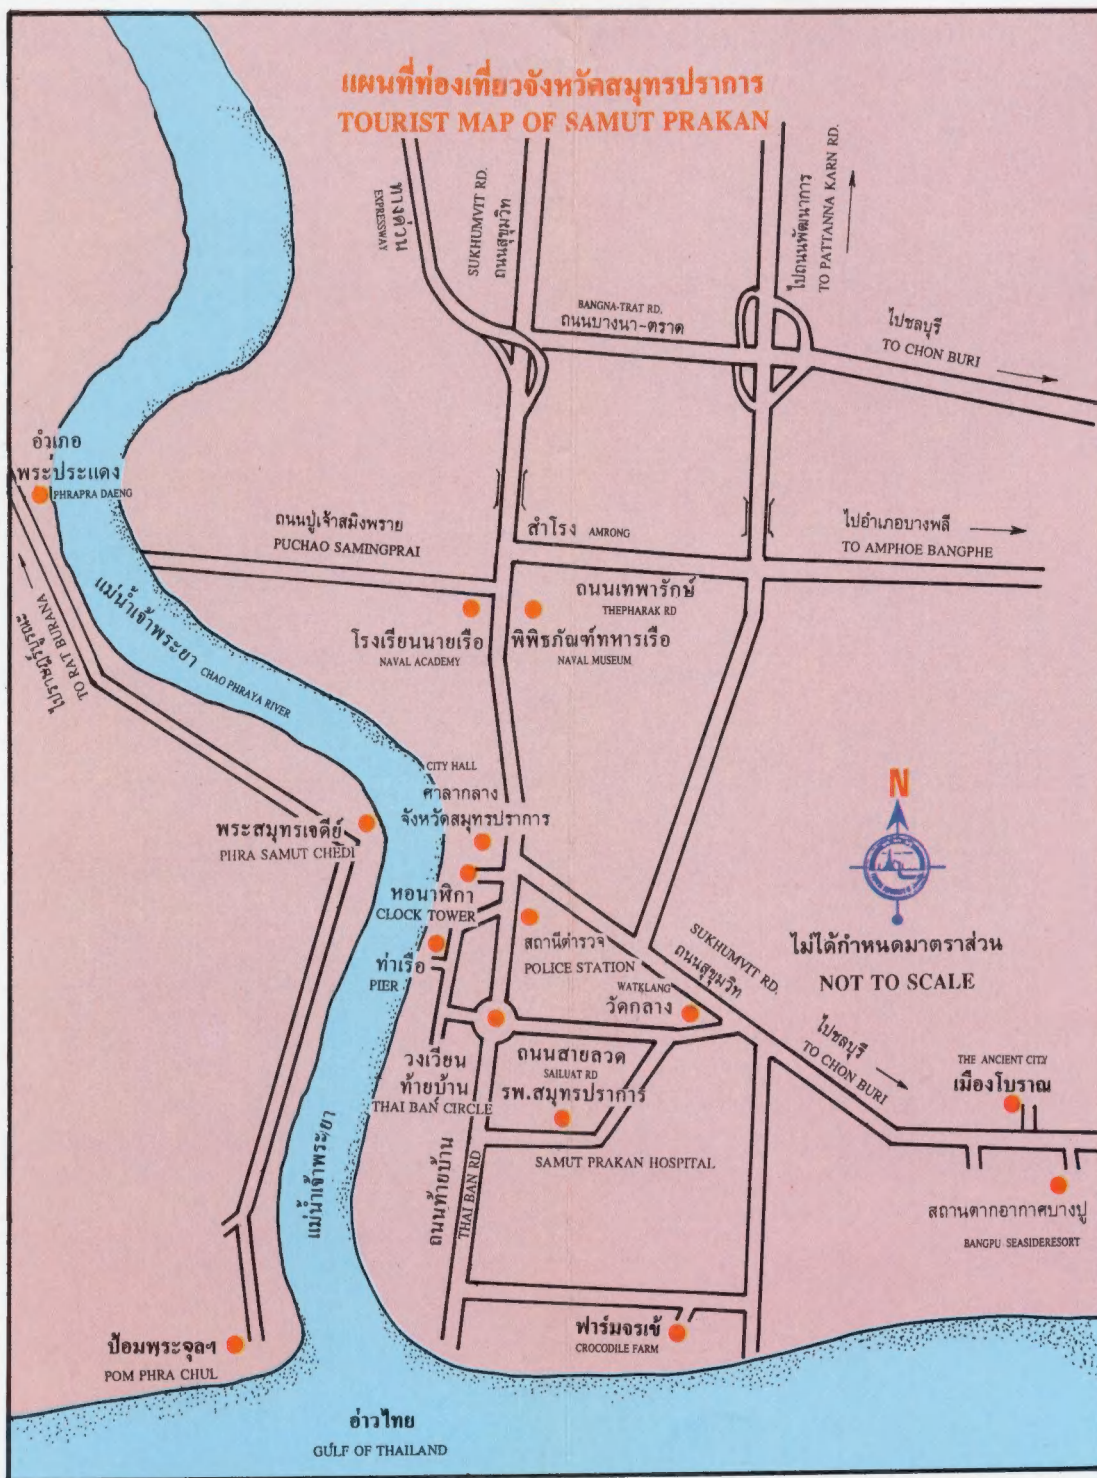 แผนที่ท่องเที่ยวจังหวัดสมุทรปราการ
TOURIST MAP OF SAMUT PRAKAN
ทางด่วน
EXPRESSWAY
SUKHUMVIT RD.
ถนนสุขุมวิท
ไปถนนพัฒนาการ
TO PATTANNA KARN RD.
BANGNA-TRAT RD.
ถนนบางนา-ตราด
ไปชลบุรี
TO CHON BURI
อำเภอ
พระประแดง
PHRAPRA DAENG
ถนนปู่เจ้าสมิงพราย
PUCHAO SAMINGPRAI
สำโรง AMRONG
ไปอำเภอบางพลี
TO AMPHOE BANGPHE
ไปราษฎร์บูรณะ
TO RAT BURANA
แม่น้ำเจ้าพระยา CHAO PHRAYA RIVER
ถนนเทพารักษ์
THEPHARAK RD
โรงเรียนนายเรือ
NAVAL ACADEMY
พิพิธภัณฑ์ทหารเรือ
NAVAL MUSEUM
CITY HALL
ศาลากลาง
จังหวัดสมุทรปราการ
พระสมุทรเจดีย์
PHRA SAMUT CHEDI
N
หอนาฬิกา
CLOCK TOWER
สถานีตำรวจ
POLICE STATION
ท่าเรือ
PIER
WATKLANG
วัดกลาง
SUKHUMVIT RD.
ถนนสุขุมวิท
ไม่ได้กำหนดมาตราส่วน
NOT TO SCALE
ไปชลบุรี
TO CHON BURI
วงเวียน
ท้ายบ้าน
THAI BAN CIRCLE
ถนนสายลวด
SAILUAT RD
รพ.สมุทรปราการ
SAMUT PRAKAN HOSPITAL
THE ANCIENT CITY
เมืองโบราณ
แม่น้ำเจ้าพระยา
ถนนท้ายบ้าน
THAI BAN RD
สถานตากอากาศบางปู
BANGPU SEASIDERESORT
ป้อมพระจุลฯ
POM PHRA CHUL
ฟาร์มจรเข้
CROCODILE FARM
อ่าวไทย
GULF OF THAILAND